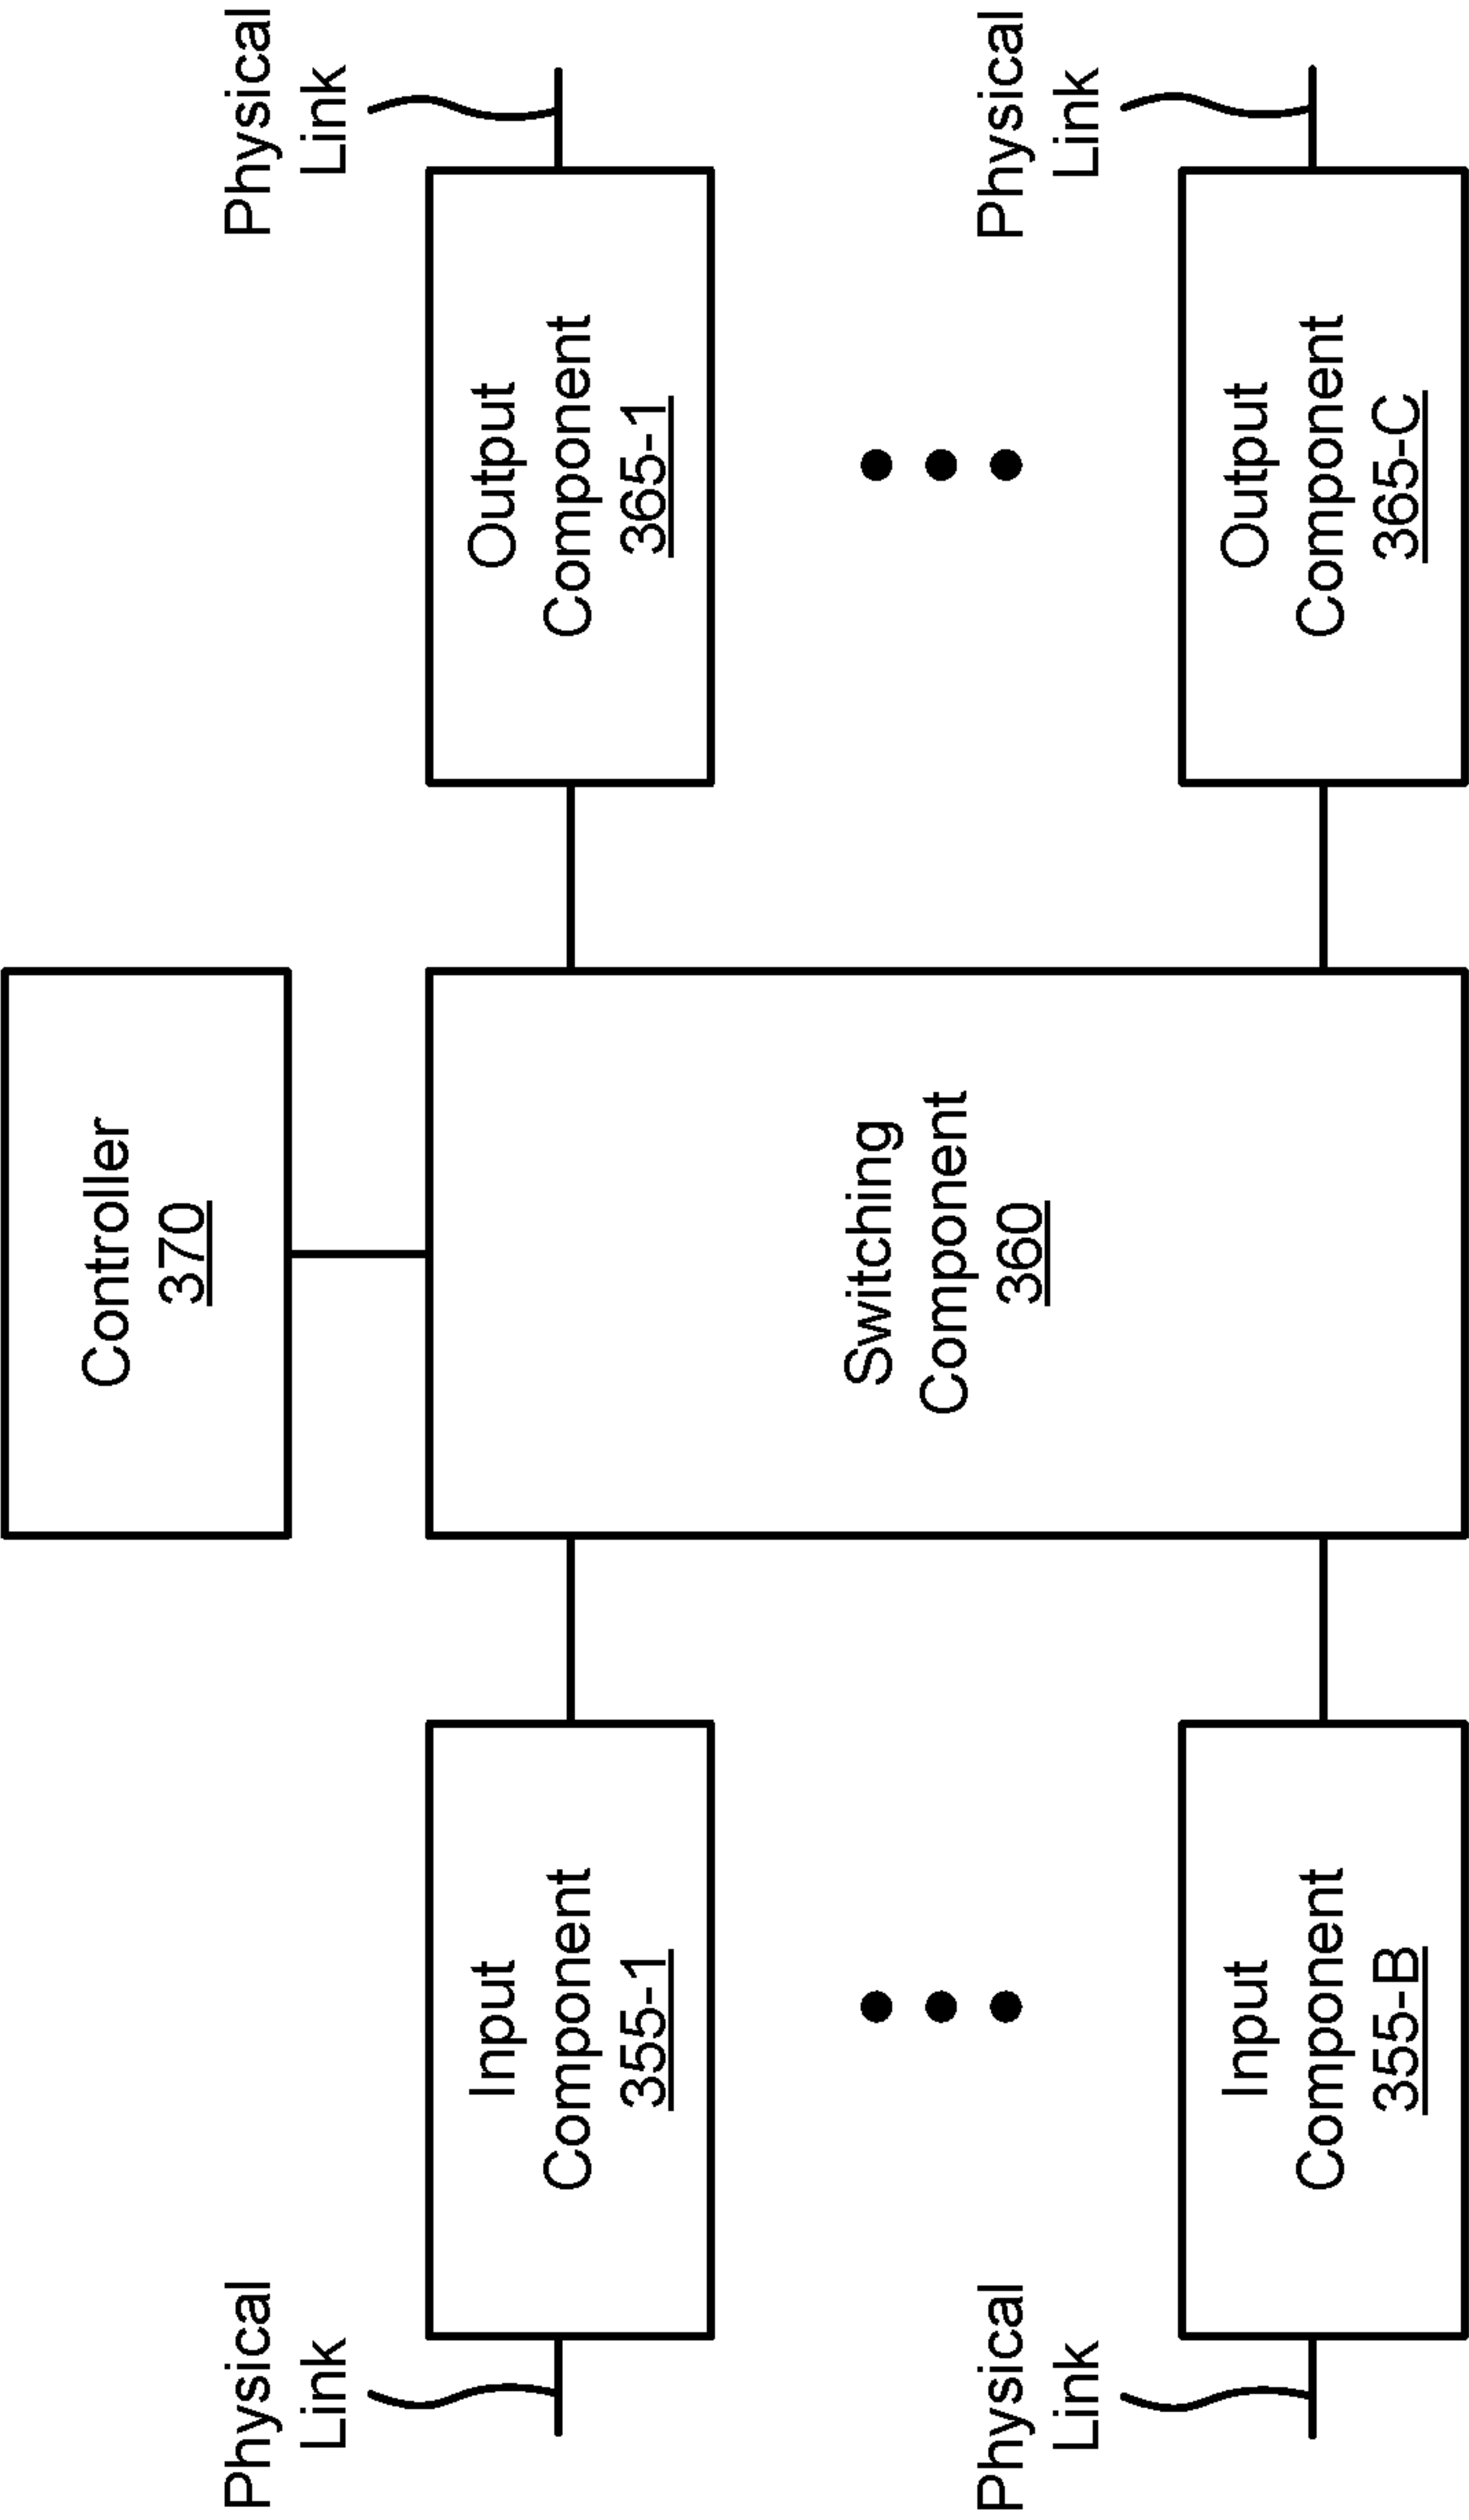 Controller
370
Physical
Link
Input
Component
355-1
Switching
Component
360
Output
Component
365-1
Physical
Link
Physical
Link
Input
Component
355-B
Output
Component
365-C
Physical
Link